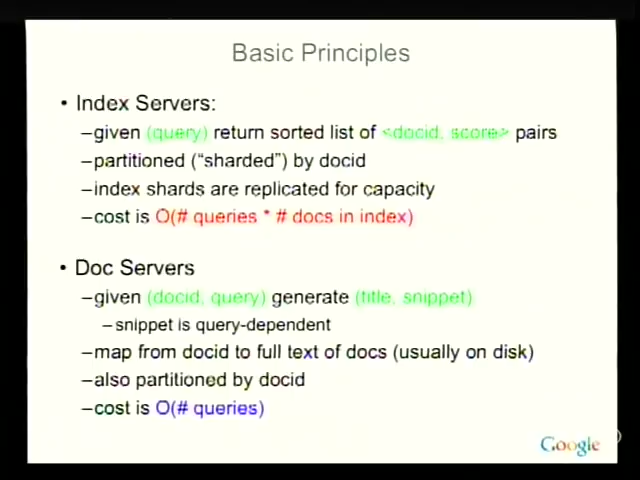 Basic Principles
• Index Servers:
–given (query) return sorted list of <docid, score> pairs
–partitioned (“sharded”) by docid
–index shards are replicated for capacity
–cost is O(# queries * # docs in index)
• Doc Servers
–given (docid, query) generate (title, snippet)
–snippet is query-dependent
–map from docid to full text of docs (usually on disk)
–also partitioned by docid
–cost is O(# queries)
Google